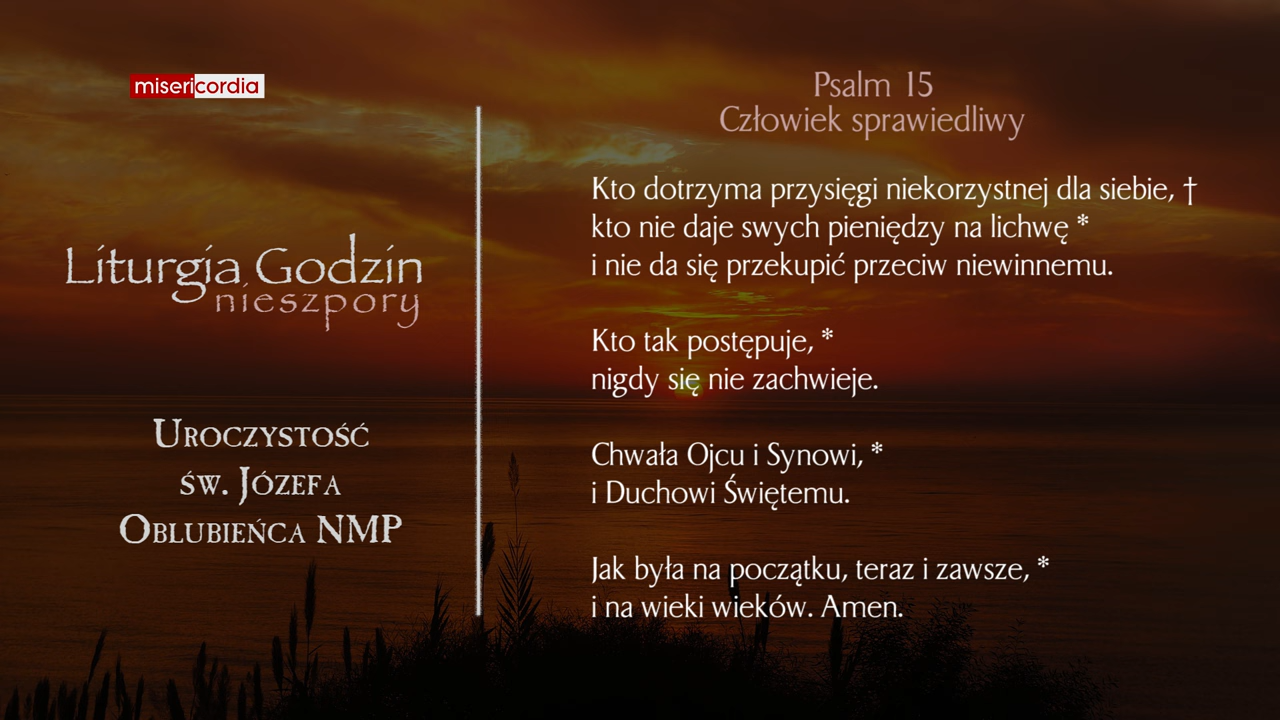 misericordia
Liturgia Godzin
nieszpory
Uroczystość
św. Józefa
Oblubieńca NMP
Psalm 15
Człowiek sprawiedliwy
Kto dotrzyma przysięgi niekorzystnej dla siebie, †
kto nie daje swych pieniędzy na lichwę *
i nie da się przekupić przeciw niewinnemu.
Kto tak postępuje, *
nigdy się nie zachwieje.
Chwała Ojcu i Synowi, *
i Duchowi Świętemu.
Jak była na początku, teraz i zawsze, *
i na wieki wieków. Amen.